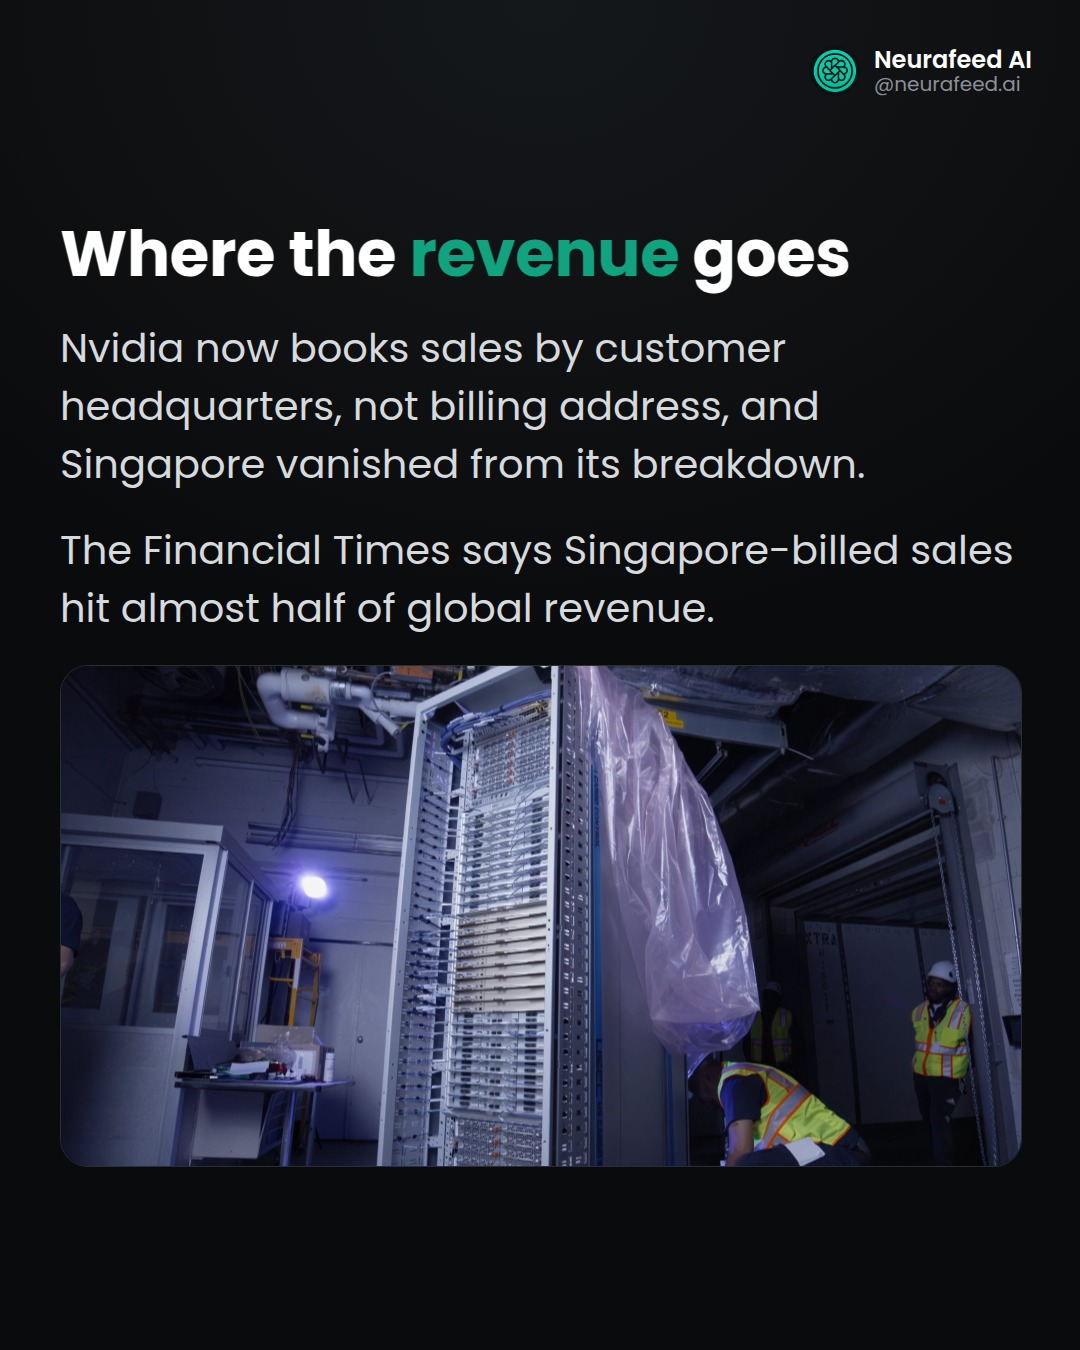 Neurafeed AI
@neurafeed.ai
Where the revenue goes
Nvidia now books sales by customer
headquarters, not billing address, and
Singapore vanished from its breakdown.
The Financial Times says Singapore-billed sales
hit almost half of global revenue.
XTRA